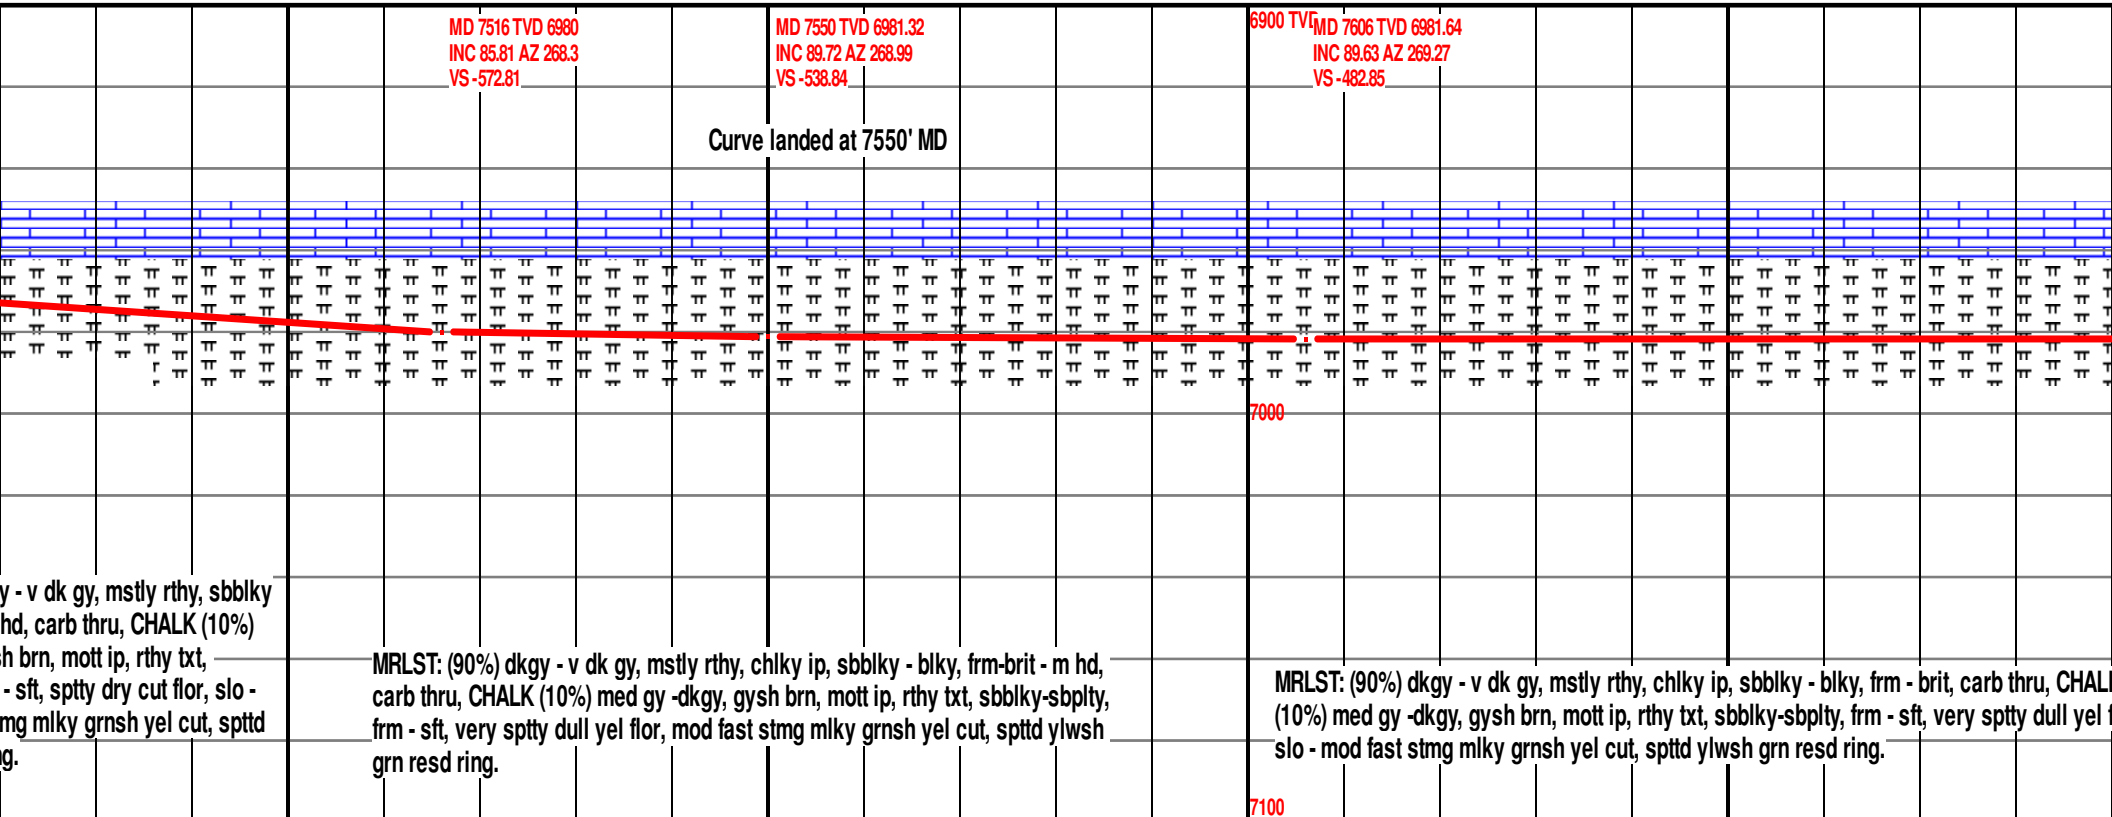 MD 7516 TVD 6980
INC 85.81 AZ 268.3
VS -572.81
MD 7550 TVD 6981.32
INC 89.72 AZ 268.99
VS -538.84
6900 TVD
MD 7606 TVD 6981.64
INC 89.63 AZ 269.27
VS -482.85
Curve landed at 7550' MD
7000
y - v dk gy, mstly rthy, sbblky
hd, carb thru, CHALK (10%)
sh brn, mott ip, rthy txt,
- sft, sptty dry cut flor, slo -
tmg mlky grnsh yel cut, spttd
ng.
MRLST: (90%) dkgy - v dk gy, mstly rthy, chlky ip, sbblky - blky, frm-brit - m hd,
carb thru, CHALK (10%) med gy -dkgy, gysh brn, mott ip, rthy txt, sbblky-sbplty,
frm - sft, very sptty dull yel flor, mod fast stmg mlky grnsh yel cut, spttd ylwsh
grn resd ring.
MRLST: (90%) dkgy - v dk gy, mstly rthy, chlky ip, sbblky - blky, frm - brit, carb thru, CHAL
(10%) med gy -dkgy, gysh brn, mott ip, rthy txt, sbblky-sbplty, frm - sft, very sptty dull yel f
slo - mod fast stmg mlky grnsh yel cut, spttd ylwsh grn resd ring.
7100